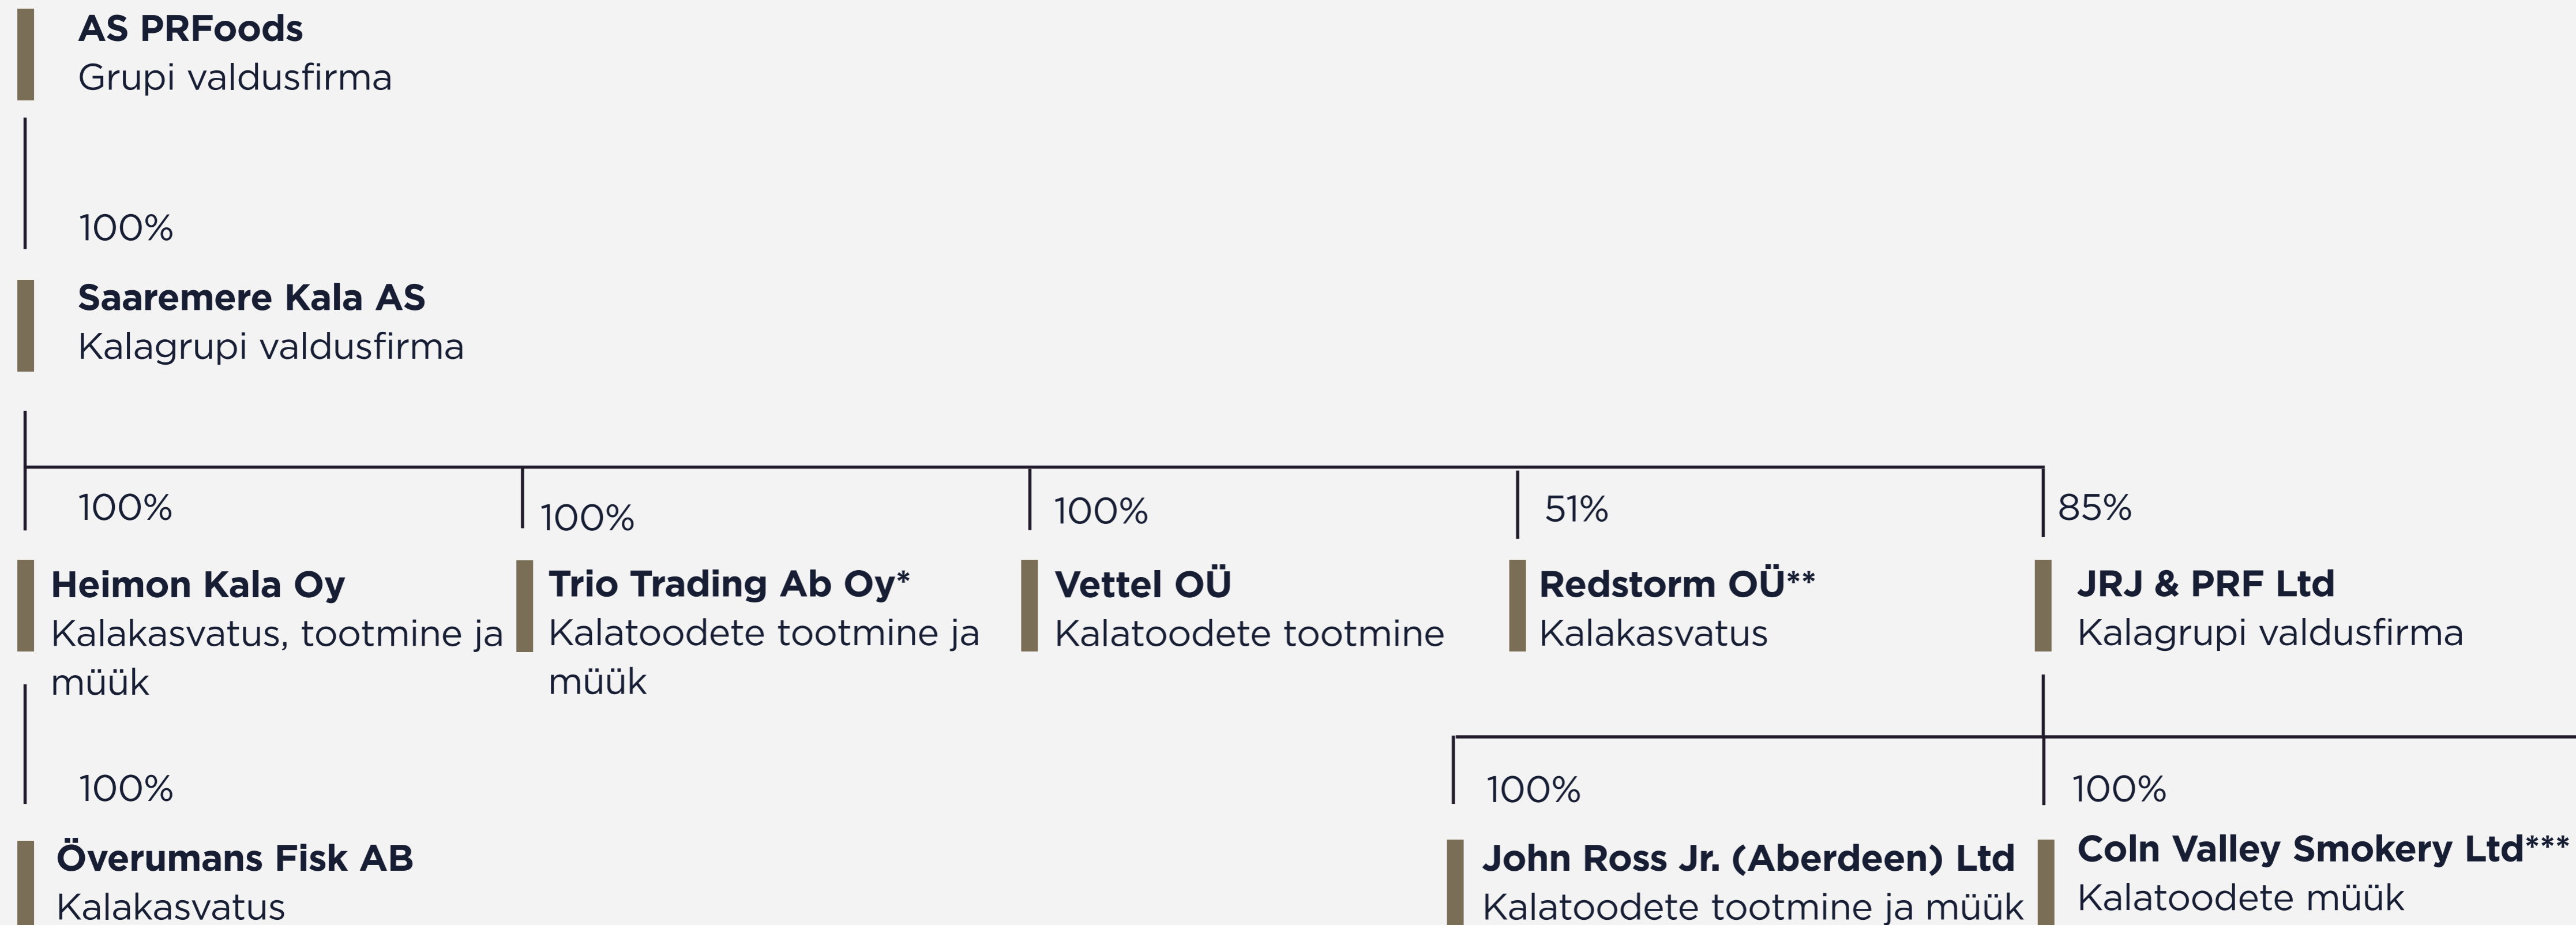 AS PRFoods
Grupi valdusfirma
100%
Saaremere Kala AS
Kalagrupi valdusfirma
100%
100%
100%
51%
85%
Heimon Kala Oy
Kalakasvatus, tootmine ja
müük
Trio Trading Ab Oy*
Kalatoodete tootmine ja
müük
Vettel OÜ
Kalatoodete tootmine
Redstorm OÜ**
Kalakasvatus
JRJ & PRF Ltd
Kalagrupi valdusfirma
100%
100%
100%
Överumans Fisk AB
Kalakasvatus
John Ross Jr. (Aberdeen) Ltd
Kalatoodete tootmine ja müük
Coln Valley Smokery Ltd***
Kalatoodete müük